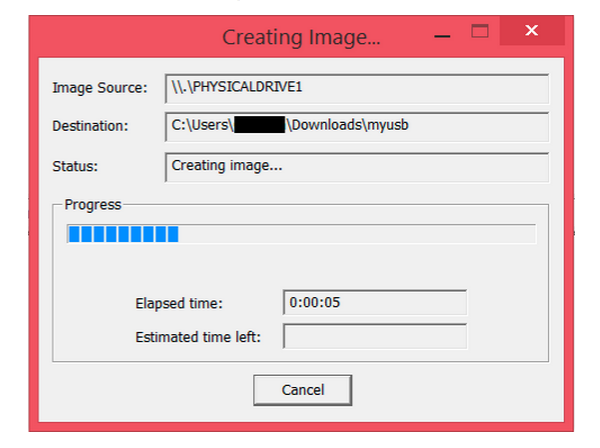 Creating Image...
Image Source: \\.\PHYSICALDRIVE1
Destination: C:\Users\ \Downloads\myusb
Status: Creating image...
Progress
Elapsed time: 0:00:05
Estimated time left:
Cancel